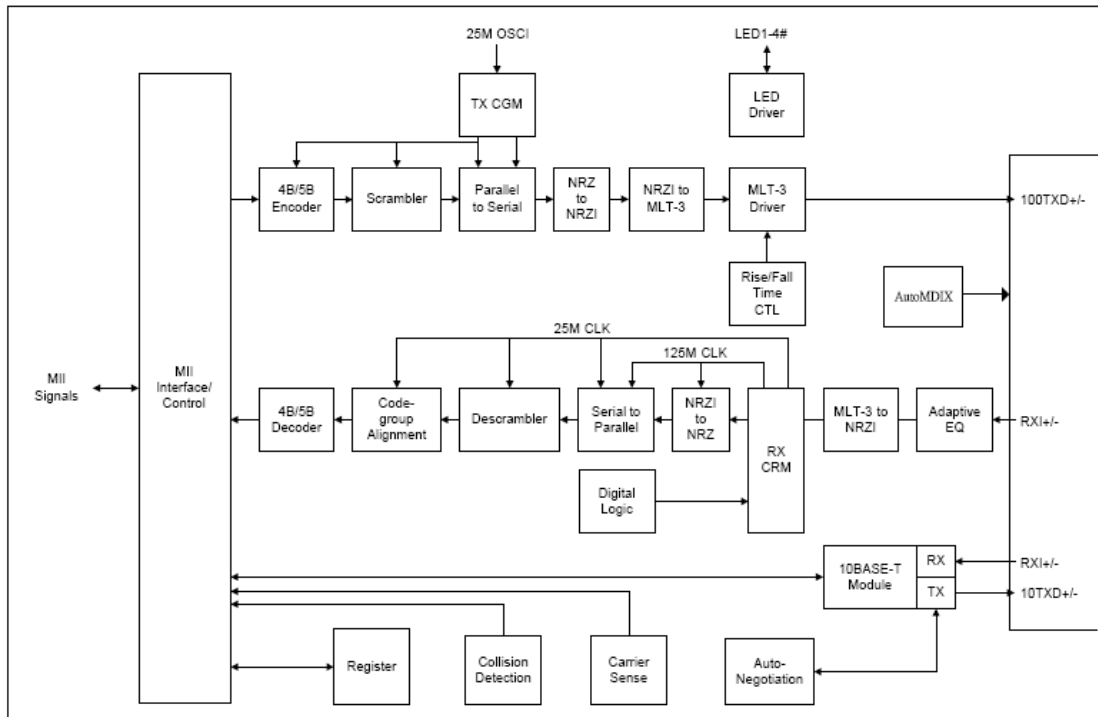 25M OSCI
LED1-4#
TX CGM
LED
Driver
4B/5B
Encoder
Scrambler
Parallel
to Serial
NRZ
to
NRZI
NRZI to
MLT-3
MLT-3
Driver
100TXD+/-
Rise/Fall
Time
CTL
AutoMDIX
25M CLK
125M CLK
MII
Signals
MII
Interface/
Control
4B/5B
Decoder
Code-
group
Alignment
Descrambler
Serial to
Parallel
NRZI
to
NRZ
RX
CRM
MLT-3 to
NRZI
Adaptive
EQ
RXI+/-
Digital
Logic
10BASE-T
Module
RX
TX
RXI+/-
10TXD+/-
Register
Collision
Detection
Carrier
Sense
Auto-
Negotiation